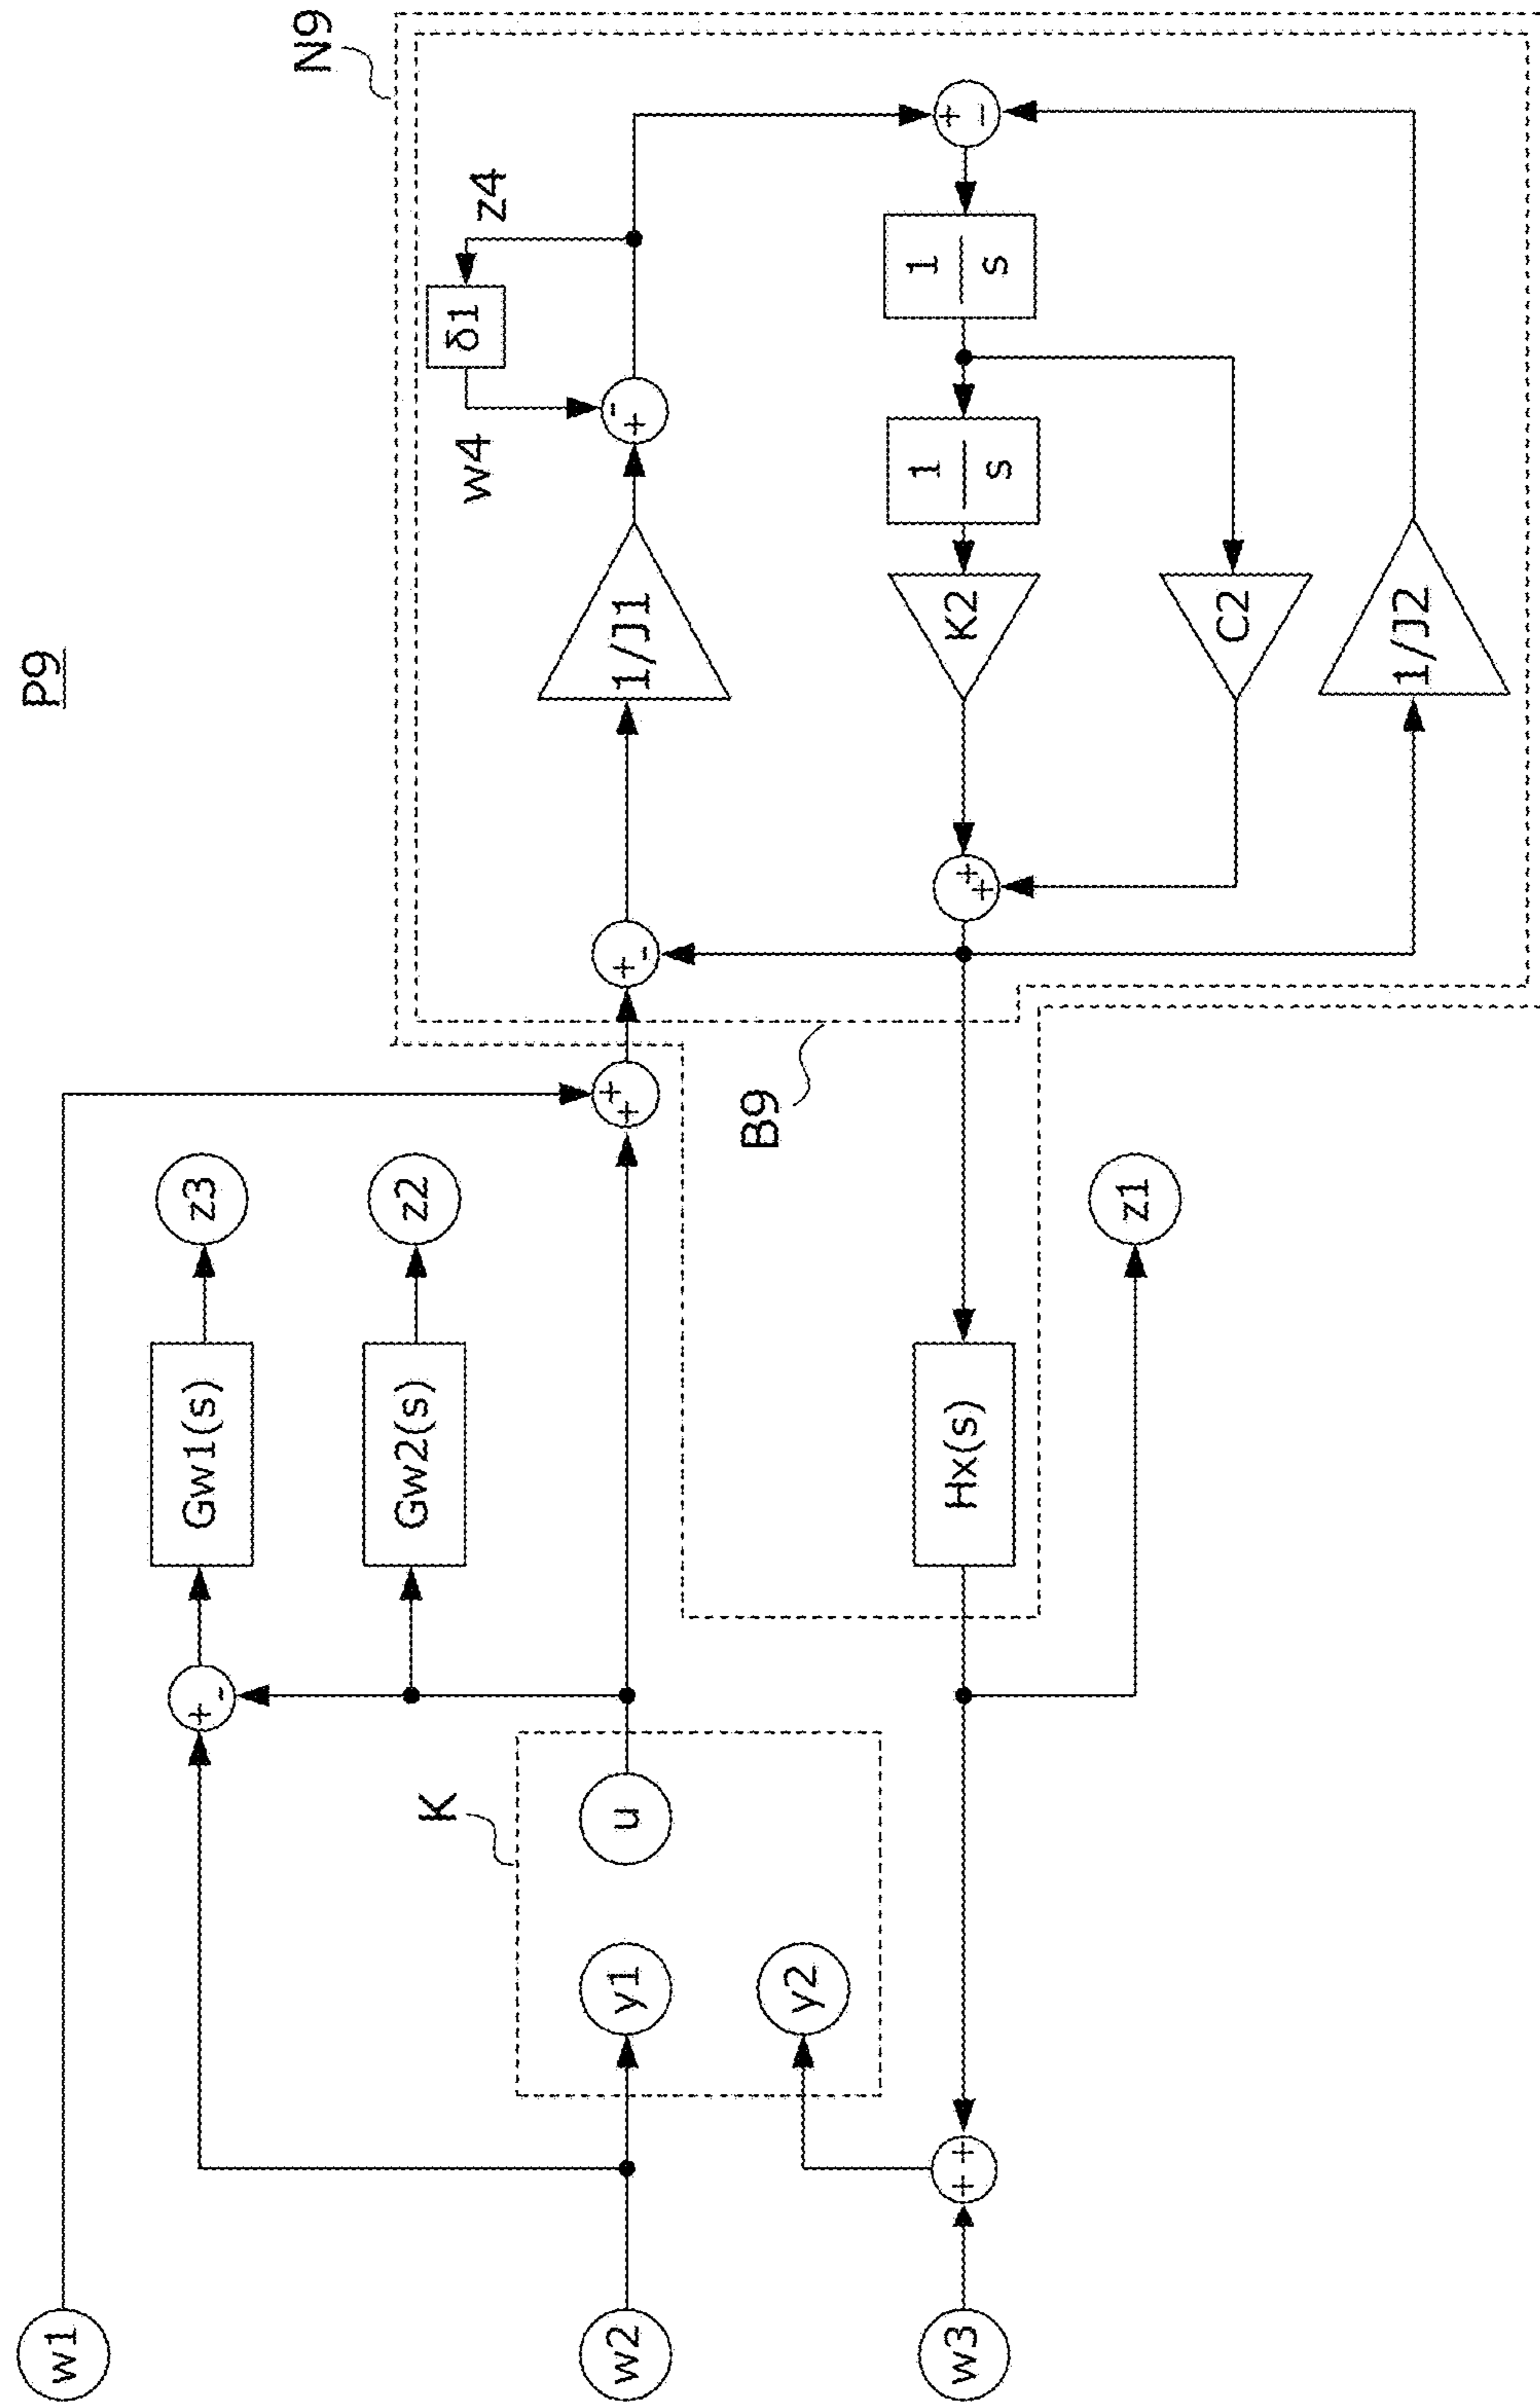 P9
w1
z3
Gw1(s)
+
-
z2
Gw2(s)
N9
z4
δ1
w4
-
+
+
+
+
-
1/J1
+
-
K
u
y1
w2
B9
y2
1
s
1
s
K2
+
+
Hx(s)
w3
+
+
C2
z1
1/J2